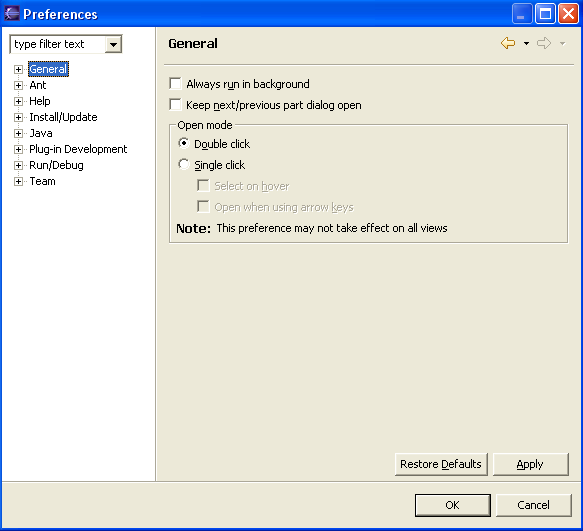 Preferences
type filter text
General
Ant
Help
Install/Update
Java
Plug-in Development
Run/Debug
Team
General
Always run in background
Keep next/previous part dialog open
Open mode
Double click
Single click
Select on hover
Open when using arrow keys
Note: This preference may not take effect on all views
Restore Defaults
Apply
OK
Cancel